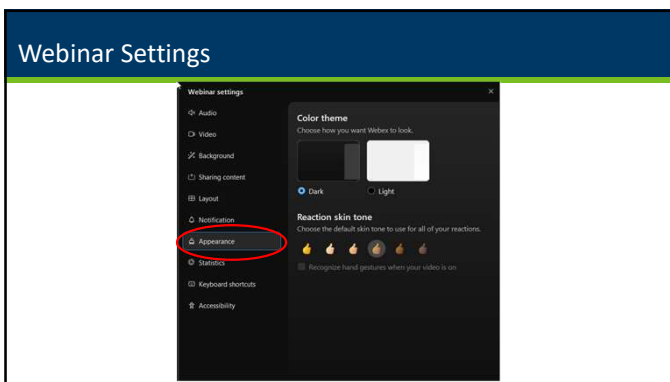 Webinar Settings
Webinar settings
Audio
Video
Background
Sharing content
Layout
Notification
Appearance
Statistics
Keyboard shortcuts
Accessibility
Color theme
Choose how you want Webex to look.
Dark
Light
Reaction skin tone
Choose the default skin tone to use for all of your reactions.
Recognize hand gestures when your video is on